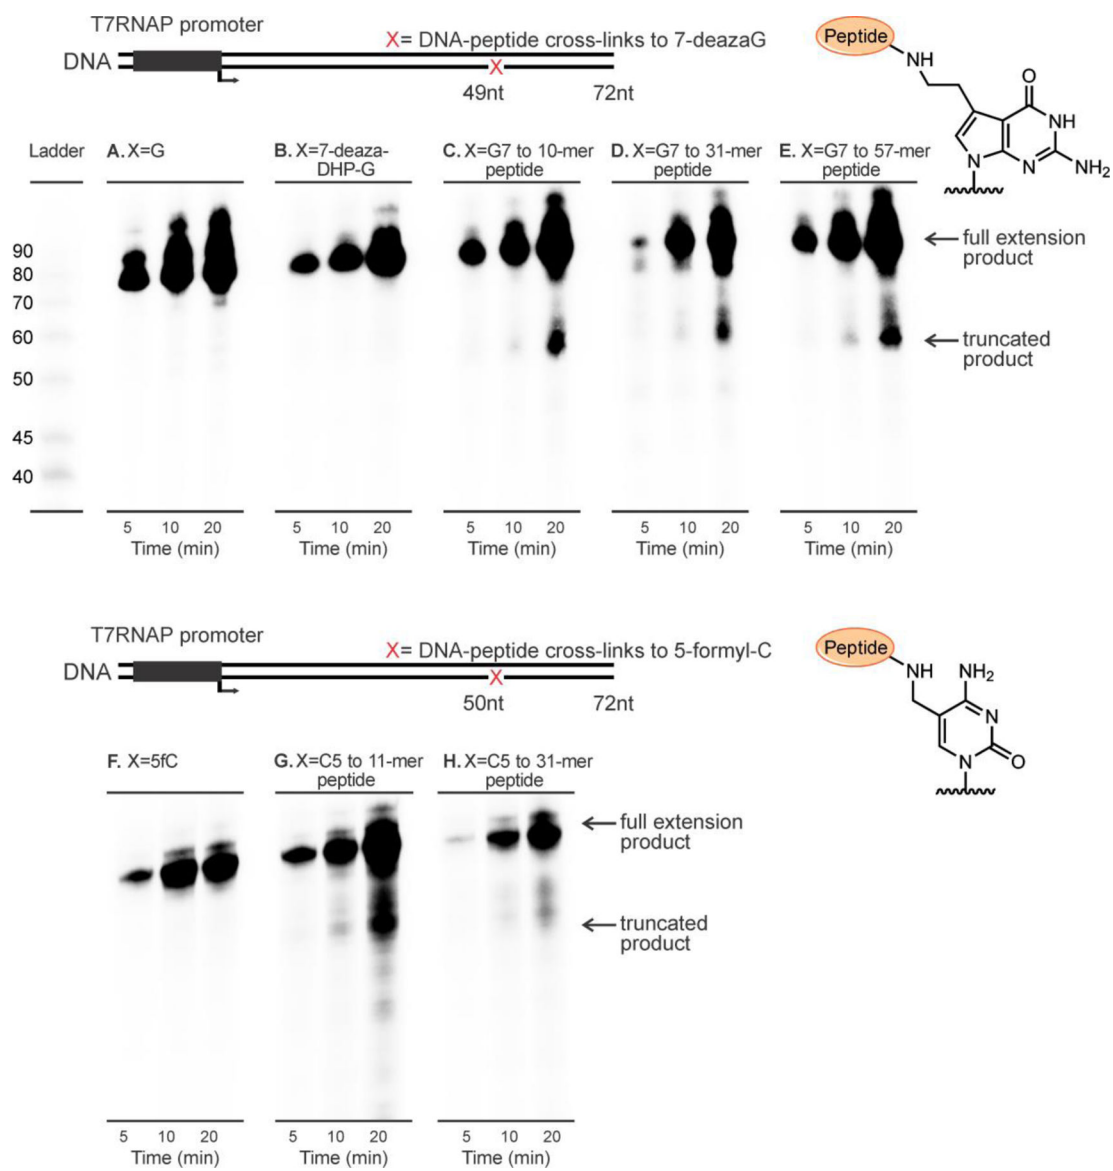 T7RNAP promoter
X= DNA-peptide cross-links to 7-deazaG
DNA
X
49nt
72nt
Peptide
NH
O
NH
N
N
NH₂
Ladder
A. X=G
B. X=7-deaza-
DHP-G
C. X=G7 to 10-mer
peptide
D. X=G7 to 31-mer
peptide
E. X=G7 to 57-mer
peptide
90
80
70
60
50
45
40
full extension
product
truncated
product
5 10 20
Time (min)
5 10 20
Time (min)
5 10 20
Time (min)
5 10 20
Time (min)
5 10 20
Time (min)
T7RNAP promoter
X= DNA-peptide cross-links to 5-formyl-C
DNA
X
50nt
72nt
Peptide
NH
NH₂
N
N
O
F. X=5fC
G. X=C5 to 11-mer
peptide
H. X=C5 to 31-mer
peptide
full extension
product
truncated
product
5 10 20
Time (min)
5 10 20
Time (min)
5 10 20
Time (min)